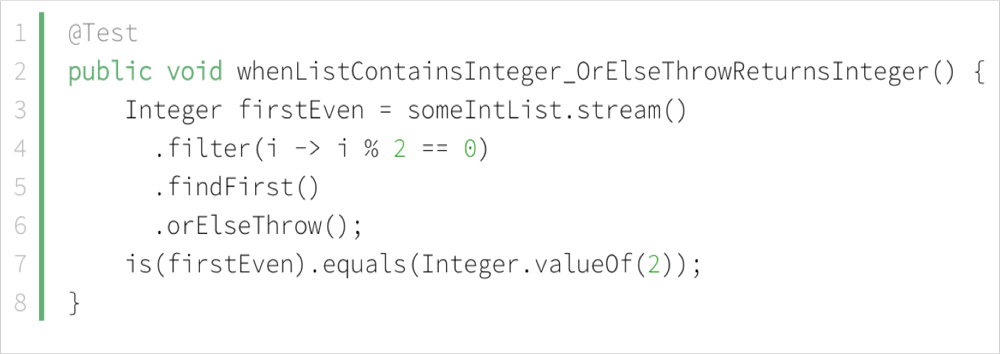 1 @Test
2 public void whenListContainsInteger_OrElseThrowReturnsInteger() {
3     Integer firstEven = someIntList.stream()
4       .filter(i -> i % 2 == 0)
5       .findFirst()
6       .orElseThrow();
7     is(firstEven).equals(Integer.valueOf(2));
8 }